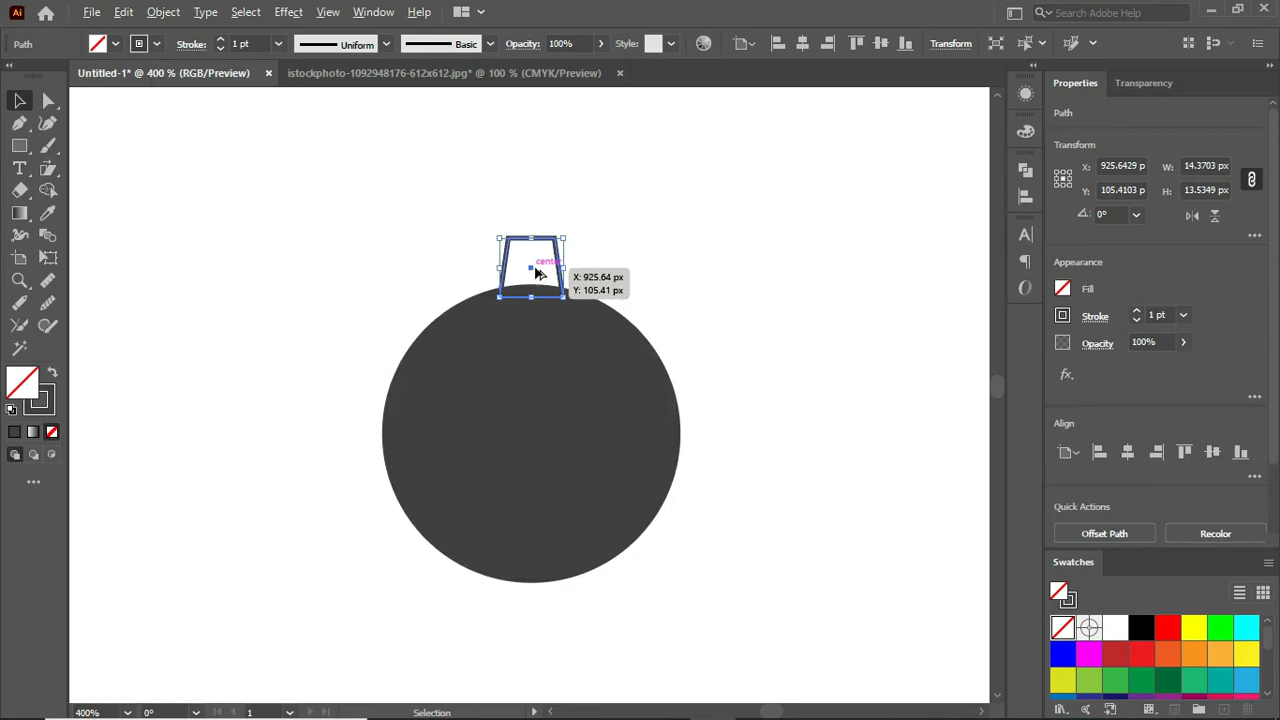 Ai File Edit Object Type Select Effect View Window Help Search Adobe Help
Path Stroke: 1 pt Uniform Basic Opacity: 100% Style: Transform
Untitled-1* @ 400 % (RGB/Preview) × istockphoto-1092948176-612x612.jpg* @ 100 % (CMYK/Preview) ×
Properties Transparency
Path
Transform
X: 925.6429 p W: 14.3703 px
Y: 105.4103 p H: 13.5349 px
0°
center
X: 925.64 px
Y: 105.41 px
Appearance
Fill
Stroke 1 pt
Opacity 100%
fx.
Align
Quick Actions
Offset Path Recolor
Swatches
400% 0° 1 Selection